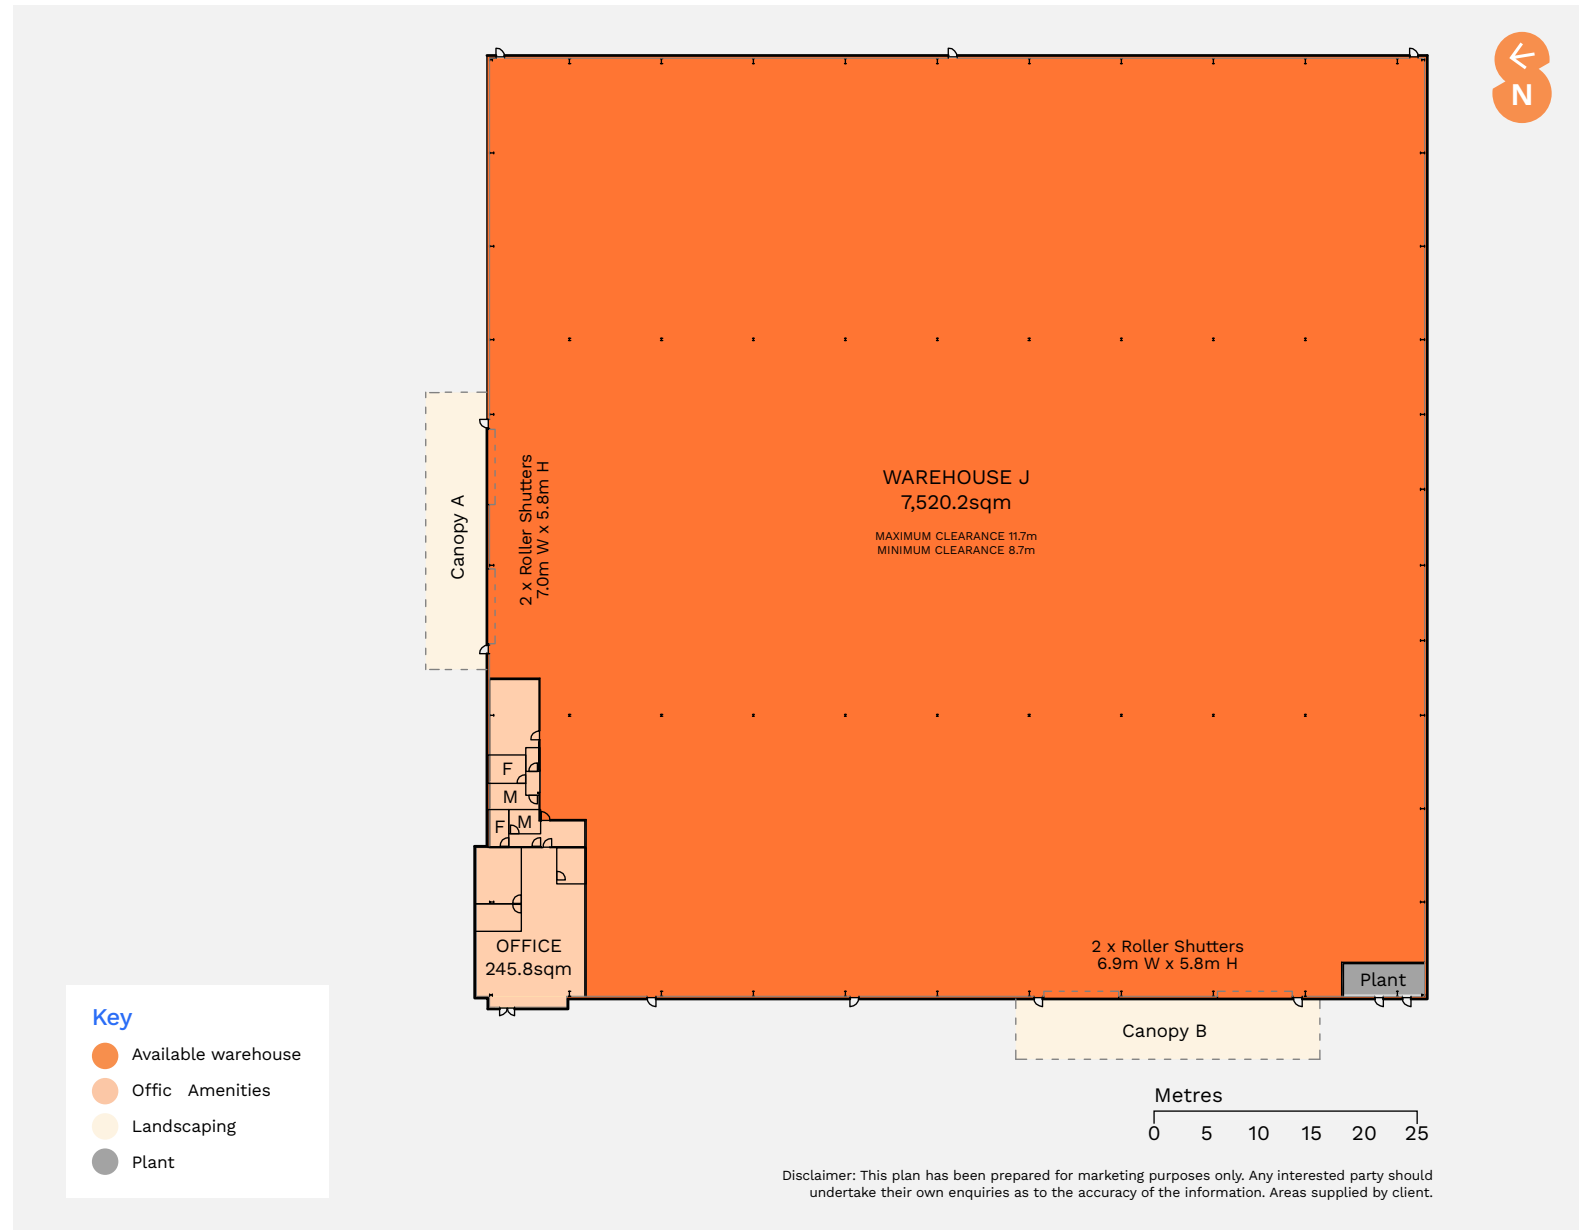 N
WAREHOUSE J
7,520.2sqm
MAXIMUM CLEARANCE 11.7m
MINIMUM CLEARANCE 8.7m
Canopy A
2 x Roller Shutters
7.0m W x 5.8m H
F
M
F
M
OFFICE
245.8sqm
2 x Roller Shutters
6.9m W x 5.8m H
Plant
Canopy B
Key
Available warehouse
Offic Amenities
Landscaping
Plant
Metres
0 5 10 15 20 25
Disclaimer: This plan has been prepared for marketing purposes only. Any interested party should
undertake their own enquiries as to the accuracy of the information. Areas supplied by client.